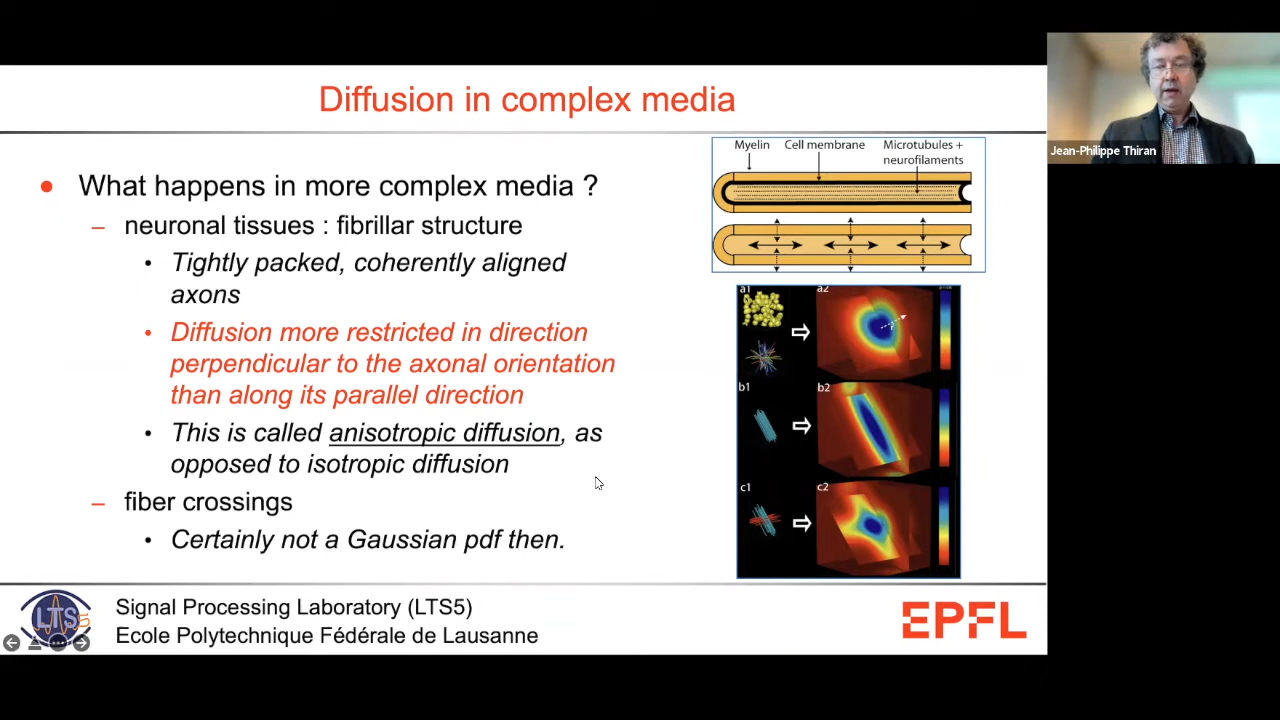 Diffusion in complex media
Jean-Philippe Thiran
What happens in more complex media ?
– neuronal tissues : fibrillar structure
• Tightly packed, coherently aligned
axons
• Diffusion more restricted in direction
perpendicular to the axonal orientation
than along its parallel direction
• This is called anisotropic diffusion, as
opposed to isotropic diffusion
– fiber crossings
• Certainly not a Gaussian pdf then.
Myelin
Cell membrane
Microtubules +
neurofilaments
a1
a2
b1
b2
c1
c2
LTS5
Signal Processing Laboratory (LTS5)
Ecole Polytechnique Fédérale de Lausanne
EPFL